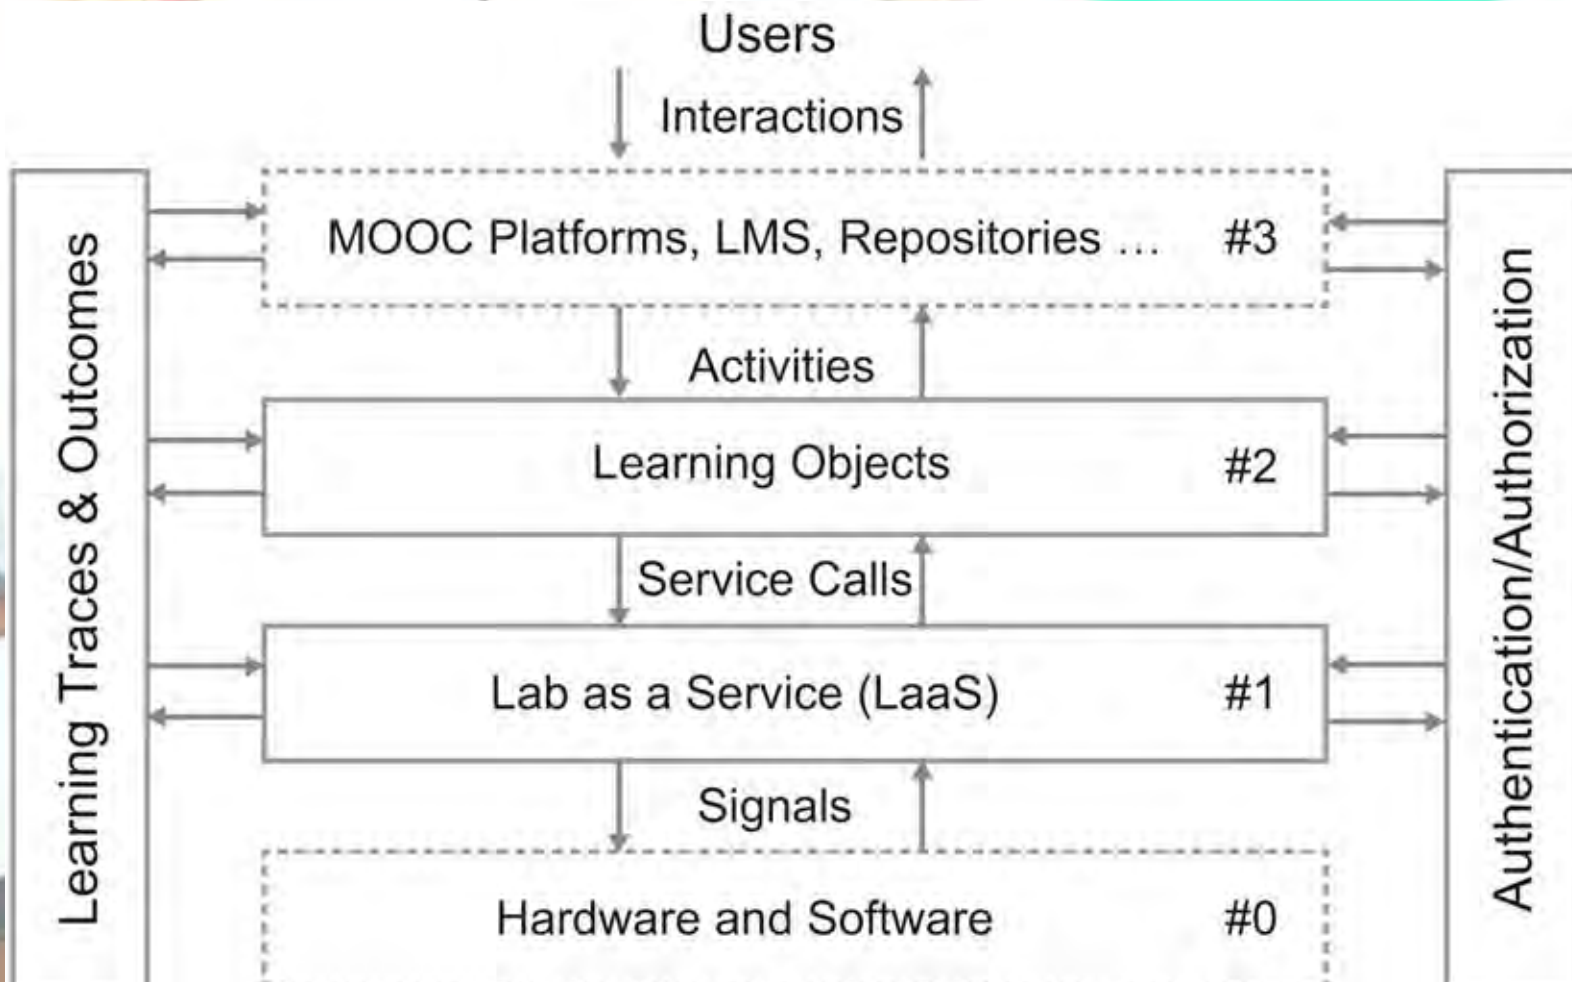 Users
Interactions
MOOC Platforms, LMS, Repositories ... #3
Activities
Learning Objects #2
Service Calls
Lab as a Service (LaaS) #1
Signals
Hardware and Software #0
Learning Traces & Outcomes
Authentication/Authorization